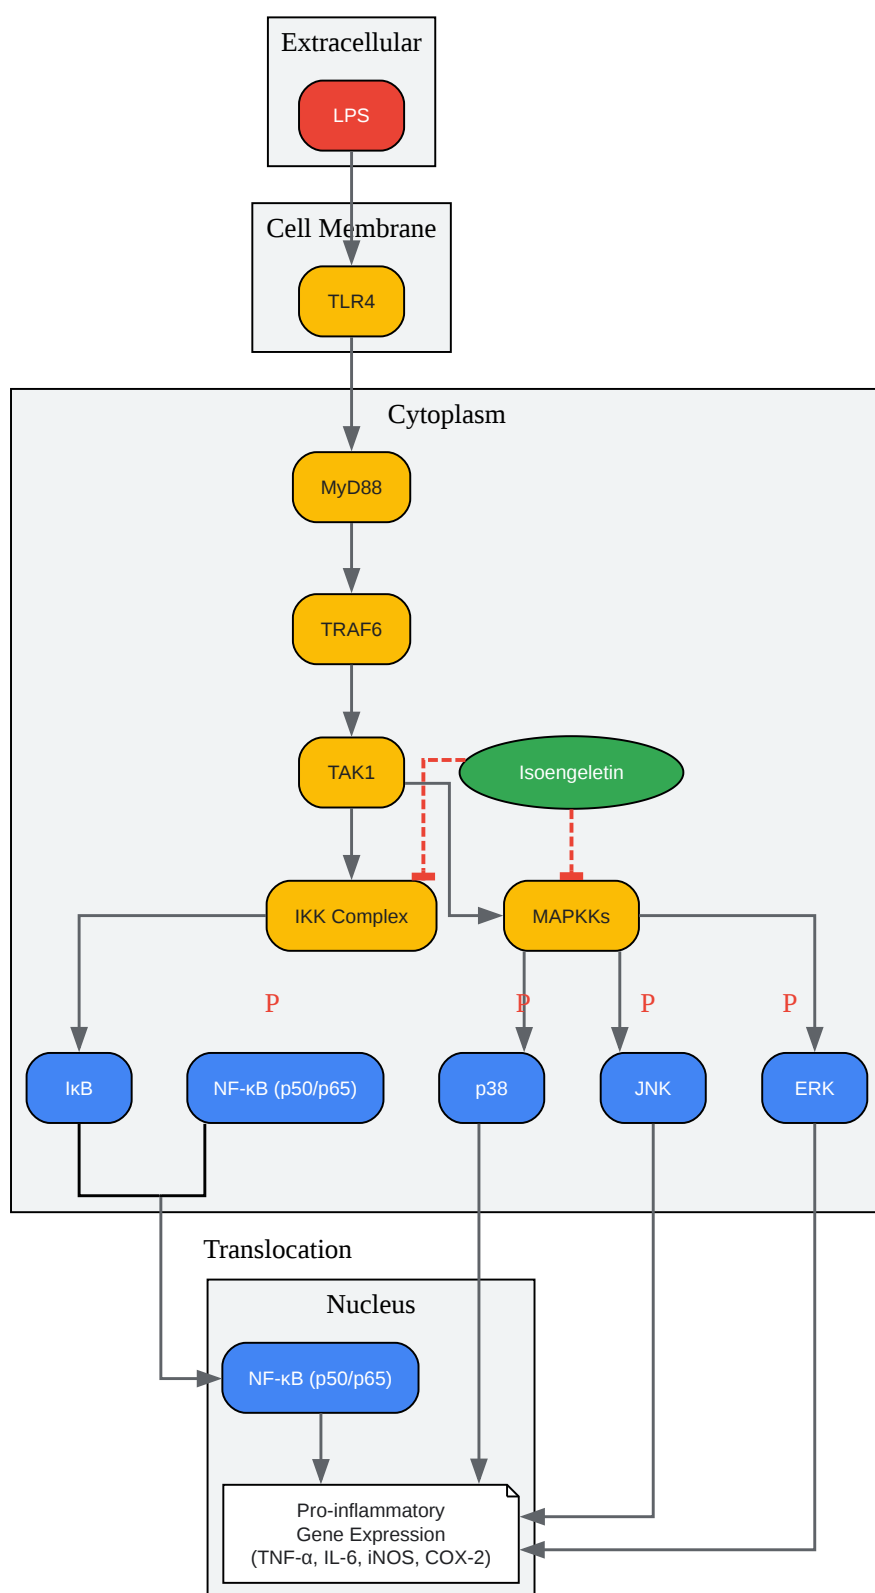 Extracellular
LPS
Cell Membrane
TLR4
Cytoplasm
MyD88
TRAF6
TAK1
Isoengeletin
IKK Complex
MAPKKs
P
P
P
P
IκB
NF-κB (p50/p65)
p38
JNK
ERK
Translocation
Nucleus
NF-κB (p50/p65)
Pro-inflammatory
Gene Expression
(TNF-α, IL-6, iNOS, COX-2)